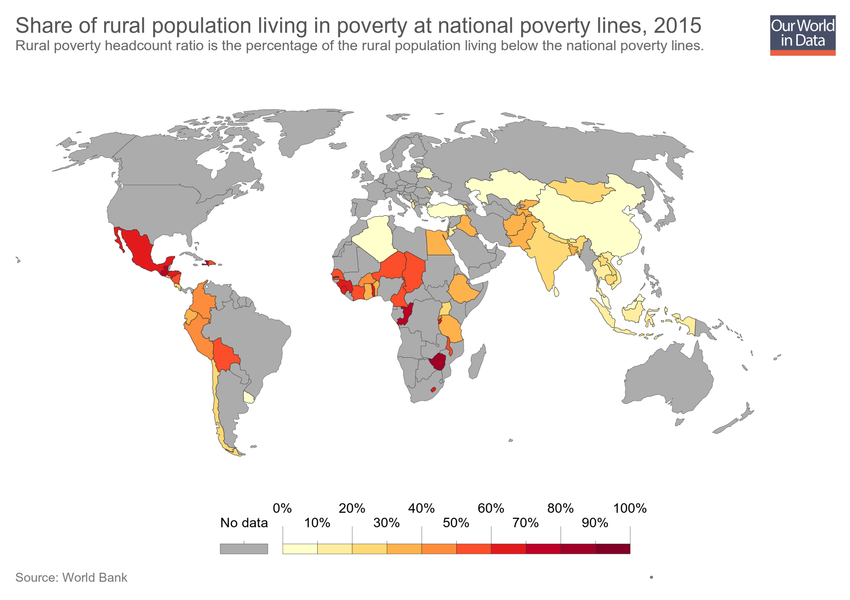 Share of rural population living in poverty at national poverty lines, 2015
Rural poverty headcount ratio is the percentage of the rural population living below the national poverty lines.
Our World
in Data
0% 20% 40% 60% 80% 100%
No data 10% 30% 50% 70% 90%
Source: World Bank